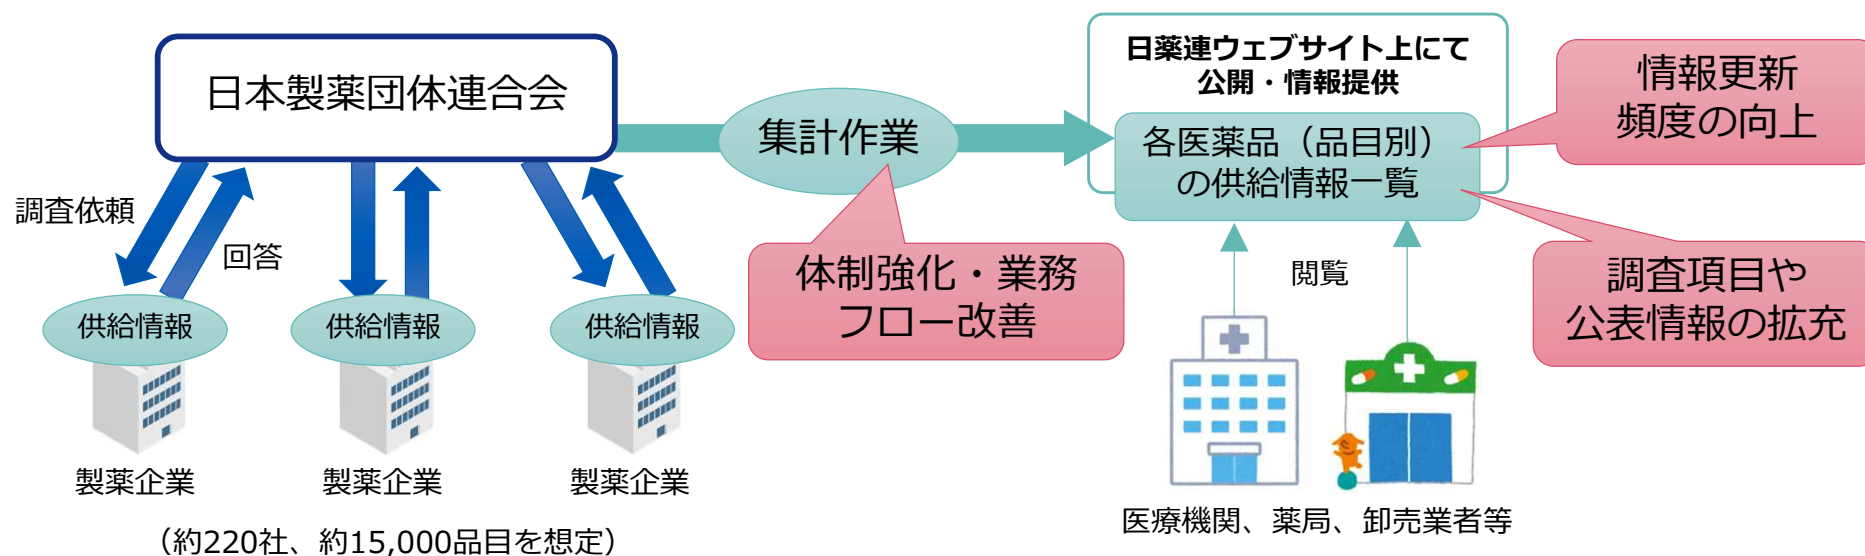 日本製薬団体連合会
調査依頼
回答
供給情報
供給情報
供給情報
製薬企業
製薬企業
製薬企業
（約220社、約15,000品目を想定）
集計作業
体制強化・業務
フロー改善
日薬連ウェブサイト上にて
公開・情報提供
各医薬品（品目別）
の供給情報一覧
情報更新
頻度の向上
調査項目や
公表情報の拡充
閲覧
医療機関、薬局、卸売業者等